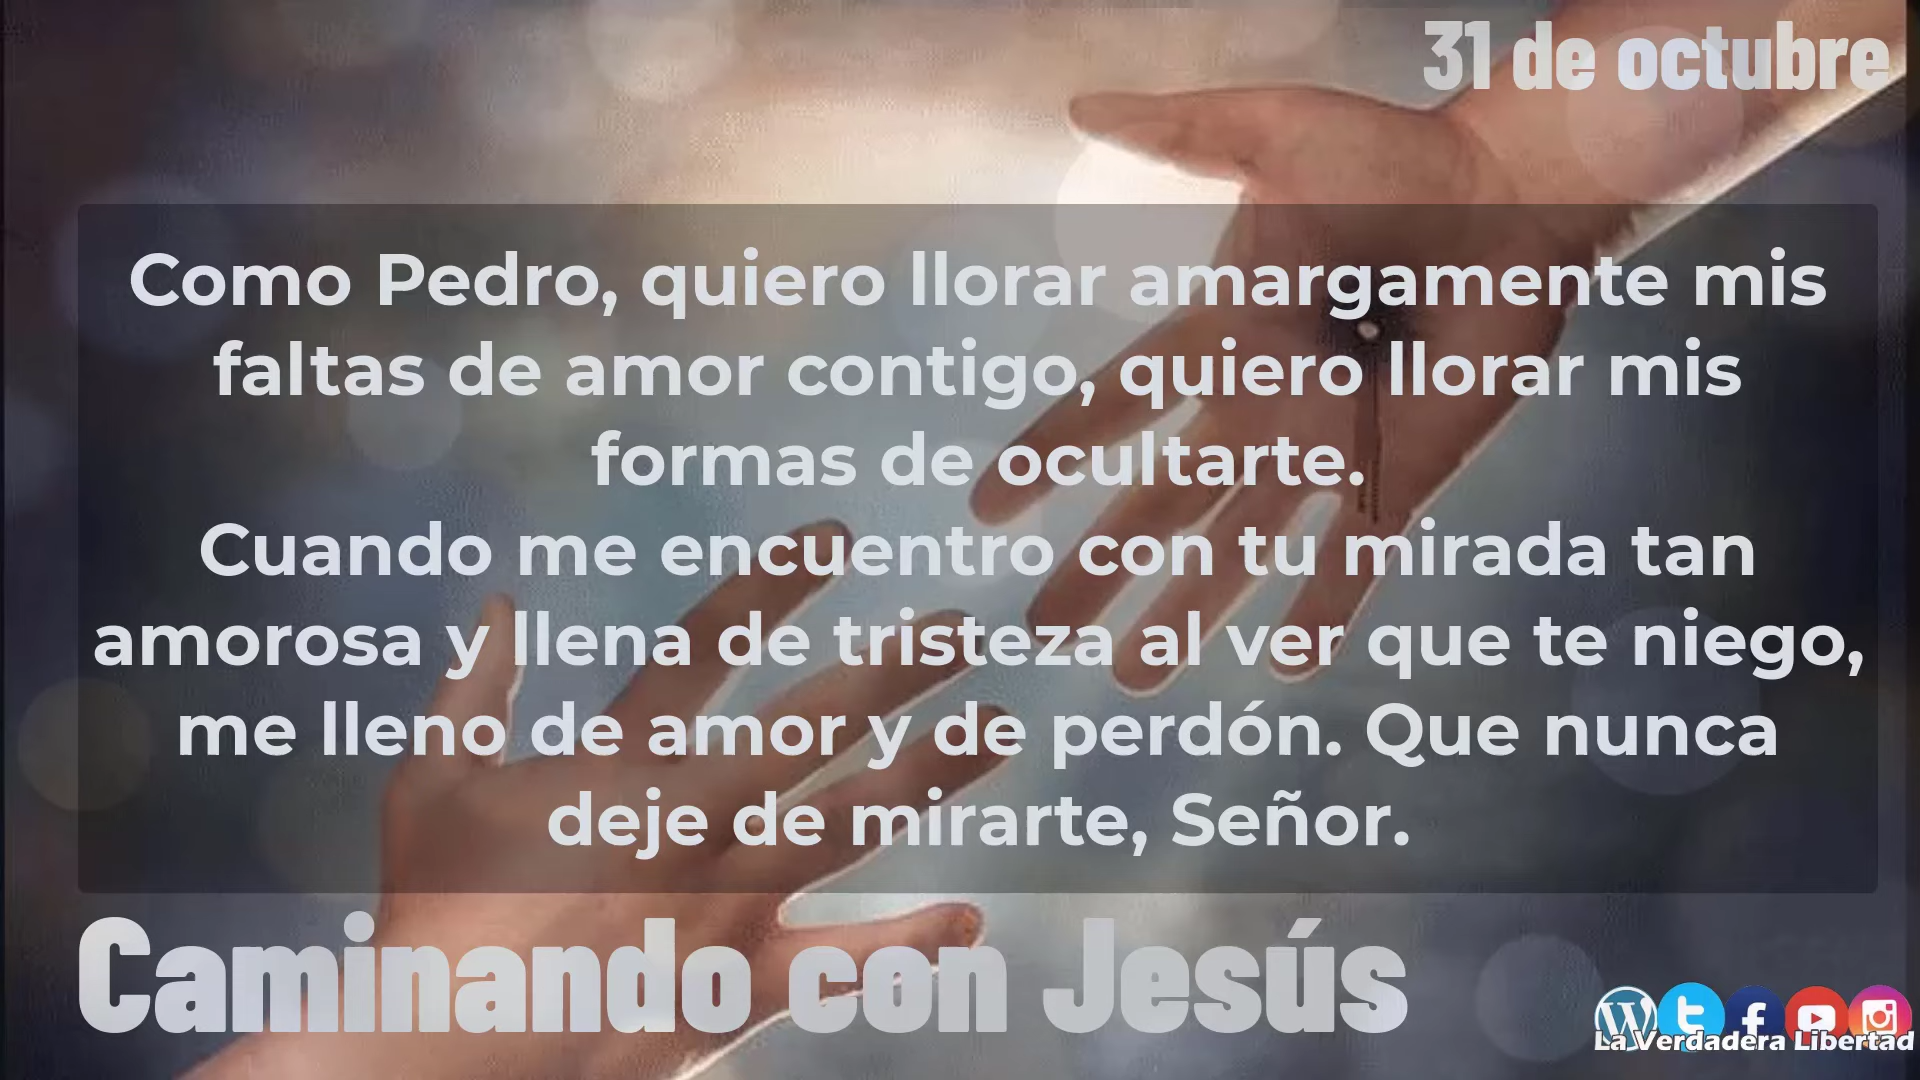 31 de octubre
Como Pedro, quiero llorar amargamente mis
faltas de amor contigo, quiero llorar mis
formas de ocultarte.
Cuando me encuentro con tu mirada tan
amorosa y llena de tristeza al ver que te niego,
me lleno de amor y de perdón. Que nunca
deje de mirarte, Señor.
Caminando con Jesús
La Verdadera Libertad